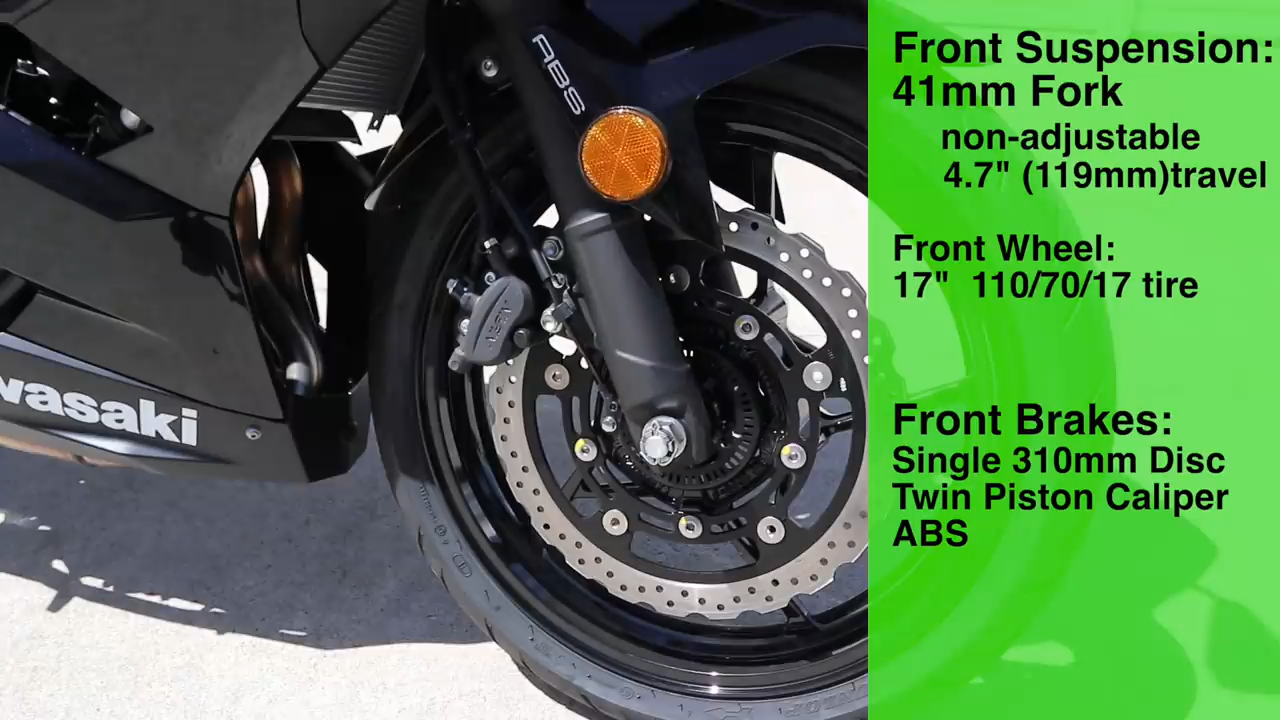 Front Suspension:
41mm Fork
non-adjustable
4.7" (119mm)travel
Front Wheel:
17" 110/70/17 tire
Front Brakes:
Single 310mm Disc
Twin Piston Caliper
ABS
ABS
NISSIN
wasaki